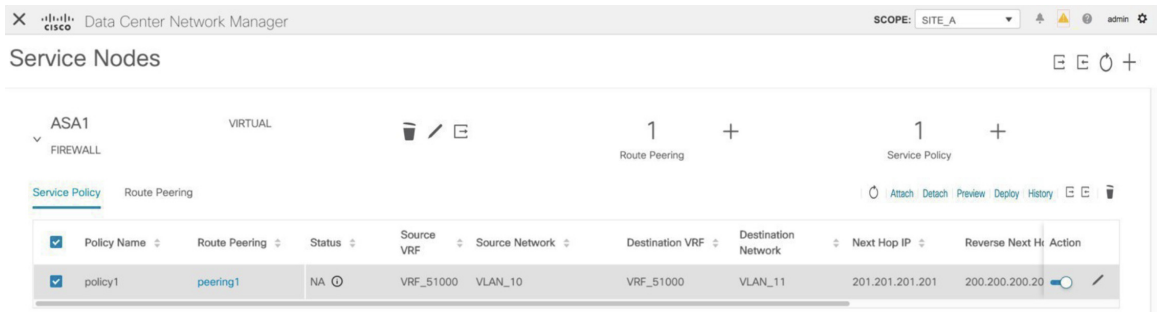 CISCO Data Center Network Manager SCOPE: SITE_A admin
Service Nodes
ASA1 VIRTUAL 1 1
FIREWALL Route Peering Service Policy
Service Policy Route Peering Attach Detach Preview Deploy History
Policy Name Route Peering Status Source VRF Source Network Destination VRF Destination Network Next Hop IP Reverse Next Action
policy1 peering1 NA VRF_51000 VLAN_10 VRF_51000 VLAN_11 201.201.201.201 200.200.200.20